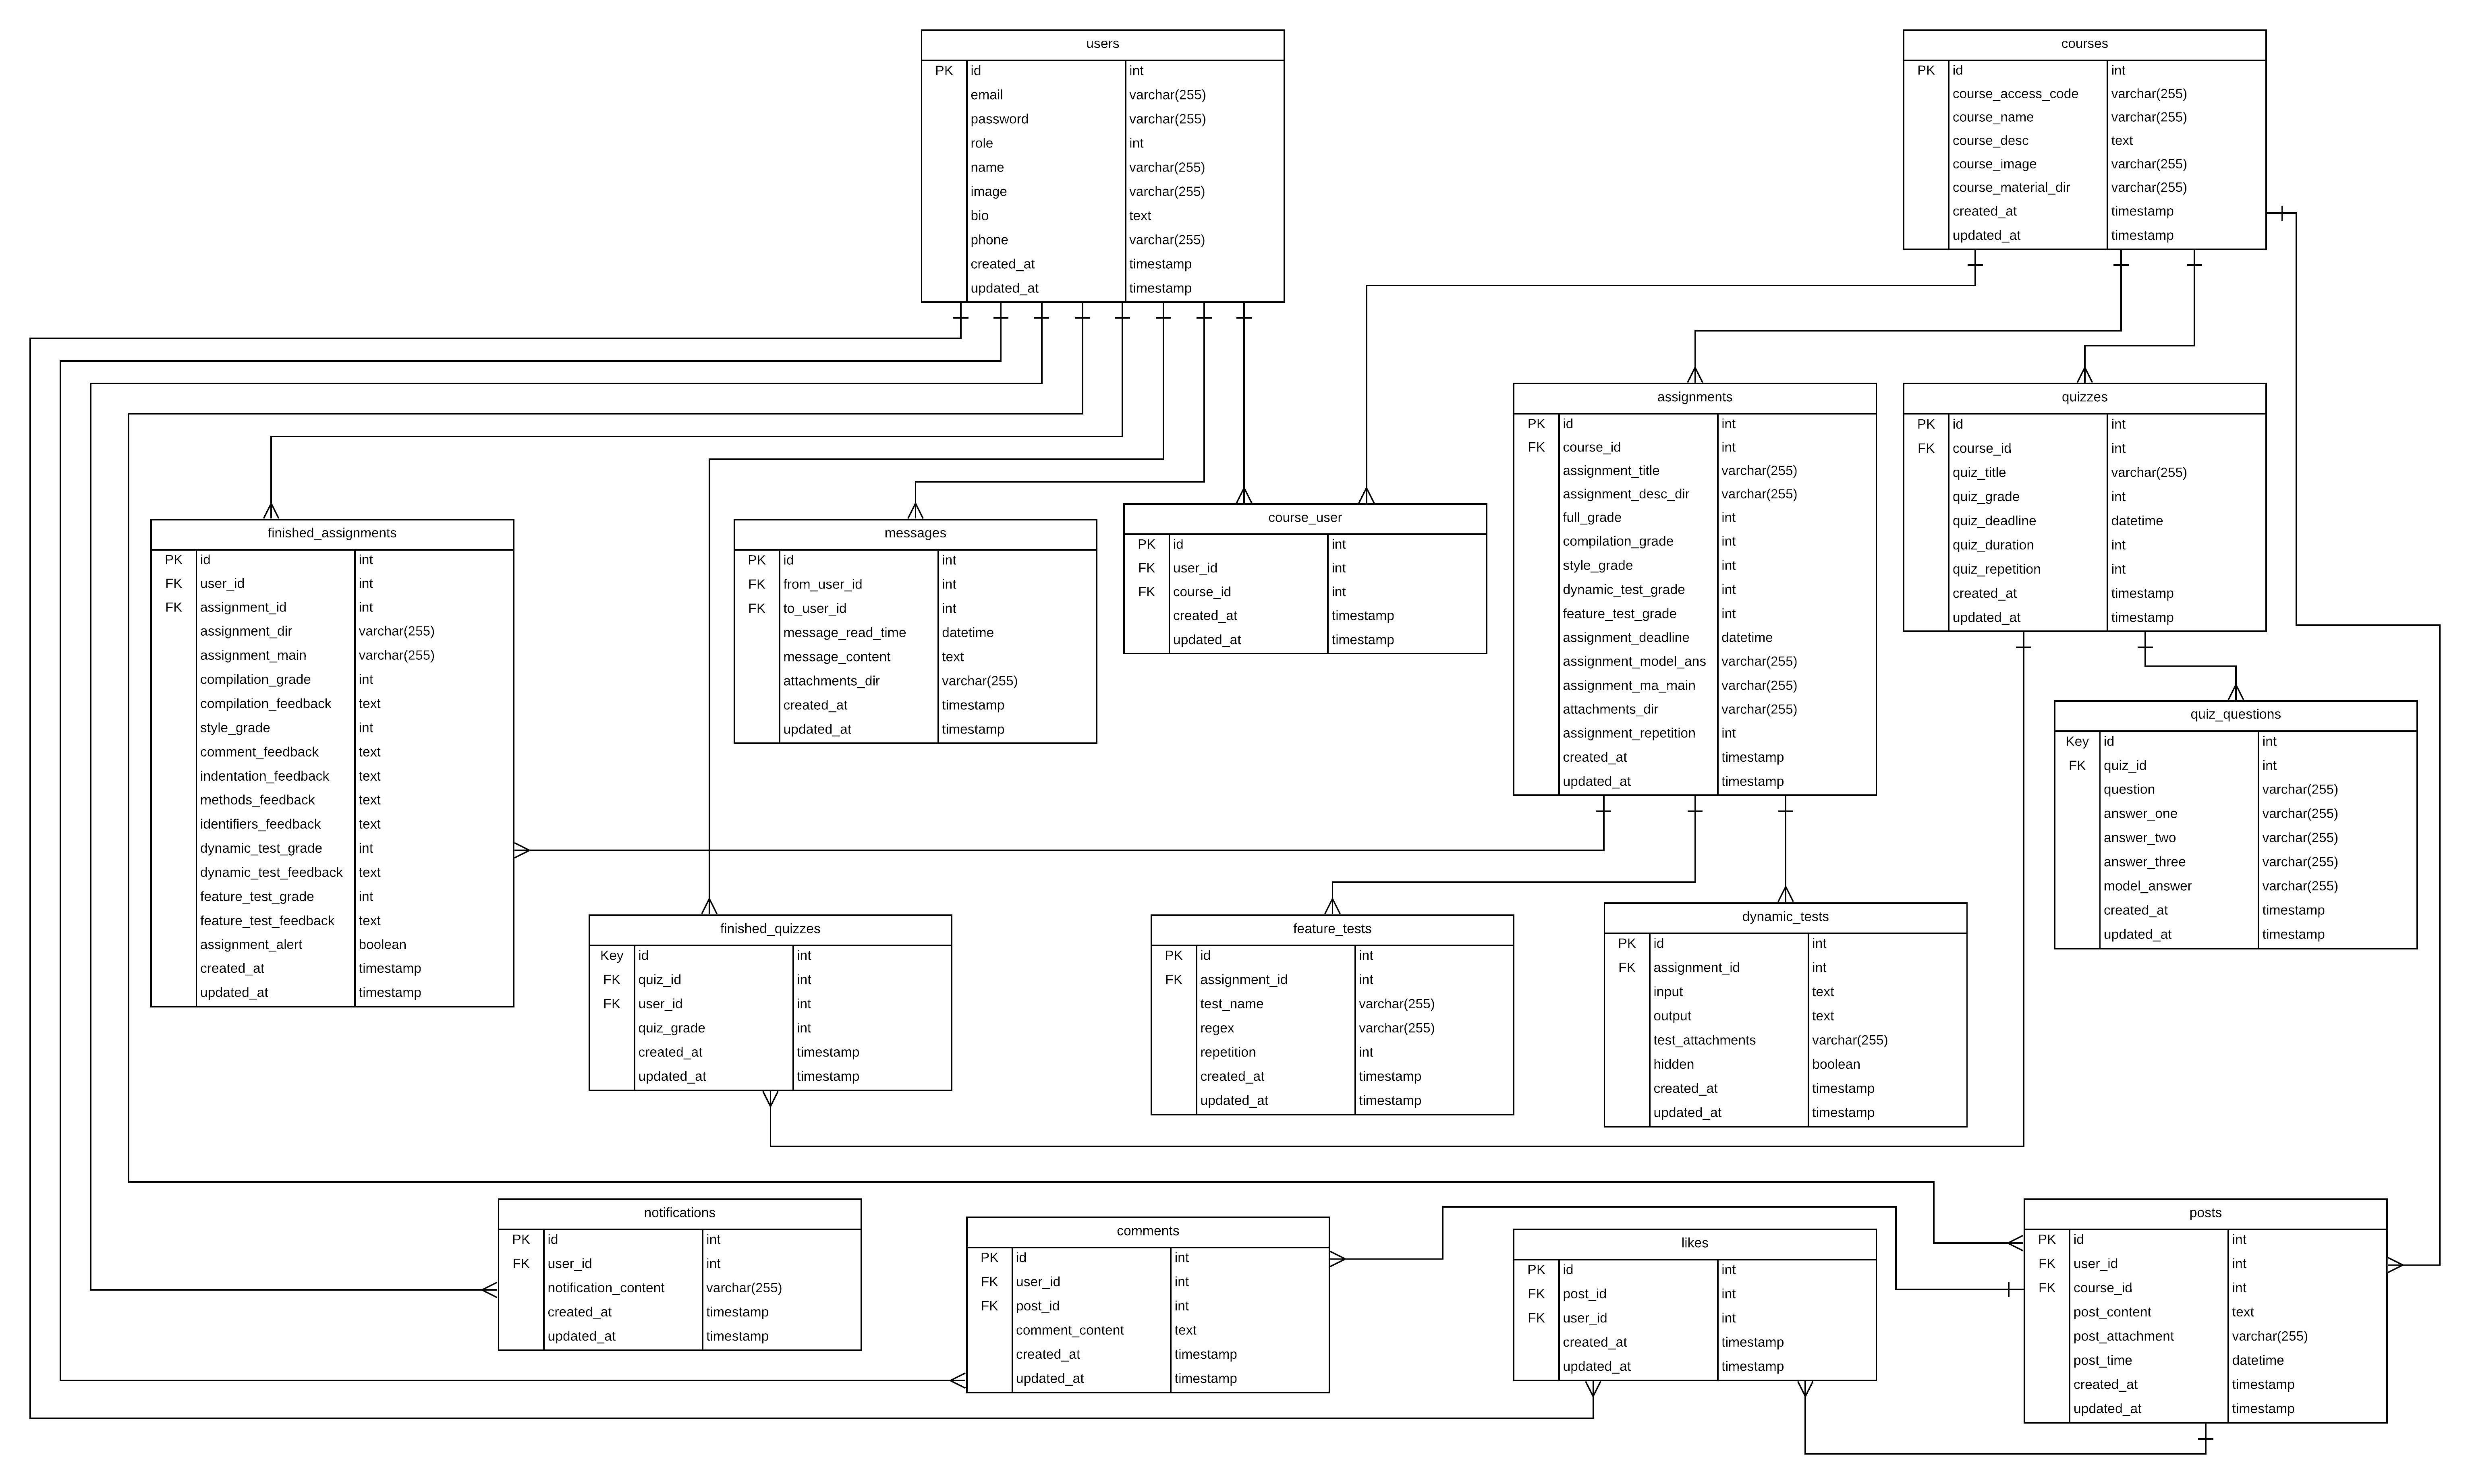 users
PK id int
email varchar(255)
password varchar(255)
role int
name varchar(255)
image varchar(255)
bio text
phone varchar(255)
created_at timestamp
updated_at timestamp
courses
PK id int
course_access_code varchar(255)
course_name varchar(255)
course_desc text
course_image varchar(255)
course_material_dir varchar(255)
created_at timestamp
updated_at timestamp
assignments
PK id int
FK course_id int
assignment_title varchar(255)
assignment_desc_dir varchar(255)
full_grade int
compilation_grade int
style_grade int
dynamic_test_grade int
feature_test_grade int
assignment_deadline datetime
assignment_model_ans varchar(255)
assignment_ma_main varchar(255)
attachments_dir varchar(255)
assignment_repetition int
created_at timestamp
updated_at timestamp
quizzes
PK id int
FK course_id int
quiz_title varchar(255)
quiz_grade int
quiz_deadline datetime
quiz_duration int
quiz_repetition int
created_at timestamp
updated_at timestamp
finished_assignments
PK id int
FK user_id int
FK assignment_id int
assignment_dir varchar(255)
assignment_main varchar(255)
compilation_grade int
compilation_feedback text
style_grade int
comment_feedback text
indentation_feedback text
methods_feedback text
identifiers_feedback text
dynamic_test_grade int
dynamic_test_feedback text
feature_test_grade int
feature_test_feedback text
assignment_alert boolean
created_at timestamp
updated_at timestamp
messages
PK id int
FK from_user_id int
FK to_user_id int
message_read_time datetime
message_content text
attachments_dir varchar(255)
created_at timestamp
updated_at timestamp
course_user
PK id int
FK user_id int
FK course_id int
created_at timestamp
updated_at timestamp
quiz_questions
Key id int
FK quiz_id int
question varchar(255)
answer_one varchar(255)
answer_two varchar(255)
answer_three varchar(255)
model_answer varchar(255)
created_at timestamp
updated_at timestamp
finished_quizzes
Key id int
FK quiz_id int
FK user_id int
quiz_grade int
created_at timestamp
updated_at timestamp
feature_tests
PK id int
FK assignment_id int
test_name varchar(255)
regex varchar(255)
repetition int
created_at timestamp
updated_at timestamp
dynamic_tests
PK id int
FK assignment_id int
input text
output text
test_attachments varchar(255)
hidden boolean
created_at timestamp
updated_at timestamp
notifications
PK id int
FK user_id int
notification_content varchar(255)
created_at timestamp
updated_at timestamp
comments
PK id int
FK user_id int
FK post_id int
comment_content text
created_at timestamp
updated_at timestamp
likes
PK id int
FK post_id int
FK user_id int
created_at timestamp
updated_at timestamp
posts
PK id int
FK user_id int
FK course_id int
post_content text
post_attachment varchar(255)
post_time datetime
created_at timestamp
updated_at timestamp